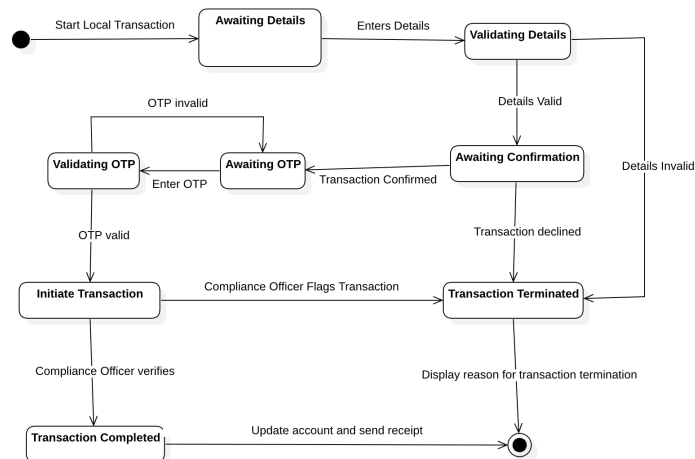 Start Local Transaction
Awaiting Details
Enters Details
Validating Details
Details Valid
OTP invalid
Validating OTP
Awaiting OTP
Awaiting Confirmation
Details Invalid
Enter OTP
Transaction Confirmed
OTP valid
Transaction declined
Initiate Transaction
Compliance Officer Flags Transaction
Transaction Terminated
Compliance Officer verifies
Display reason for transaction termination
Transaction Completed
Update account and send receipt